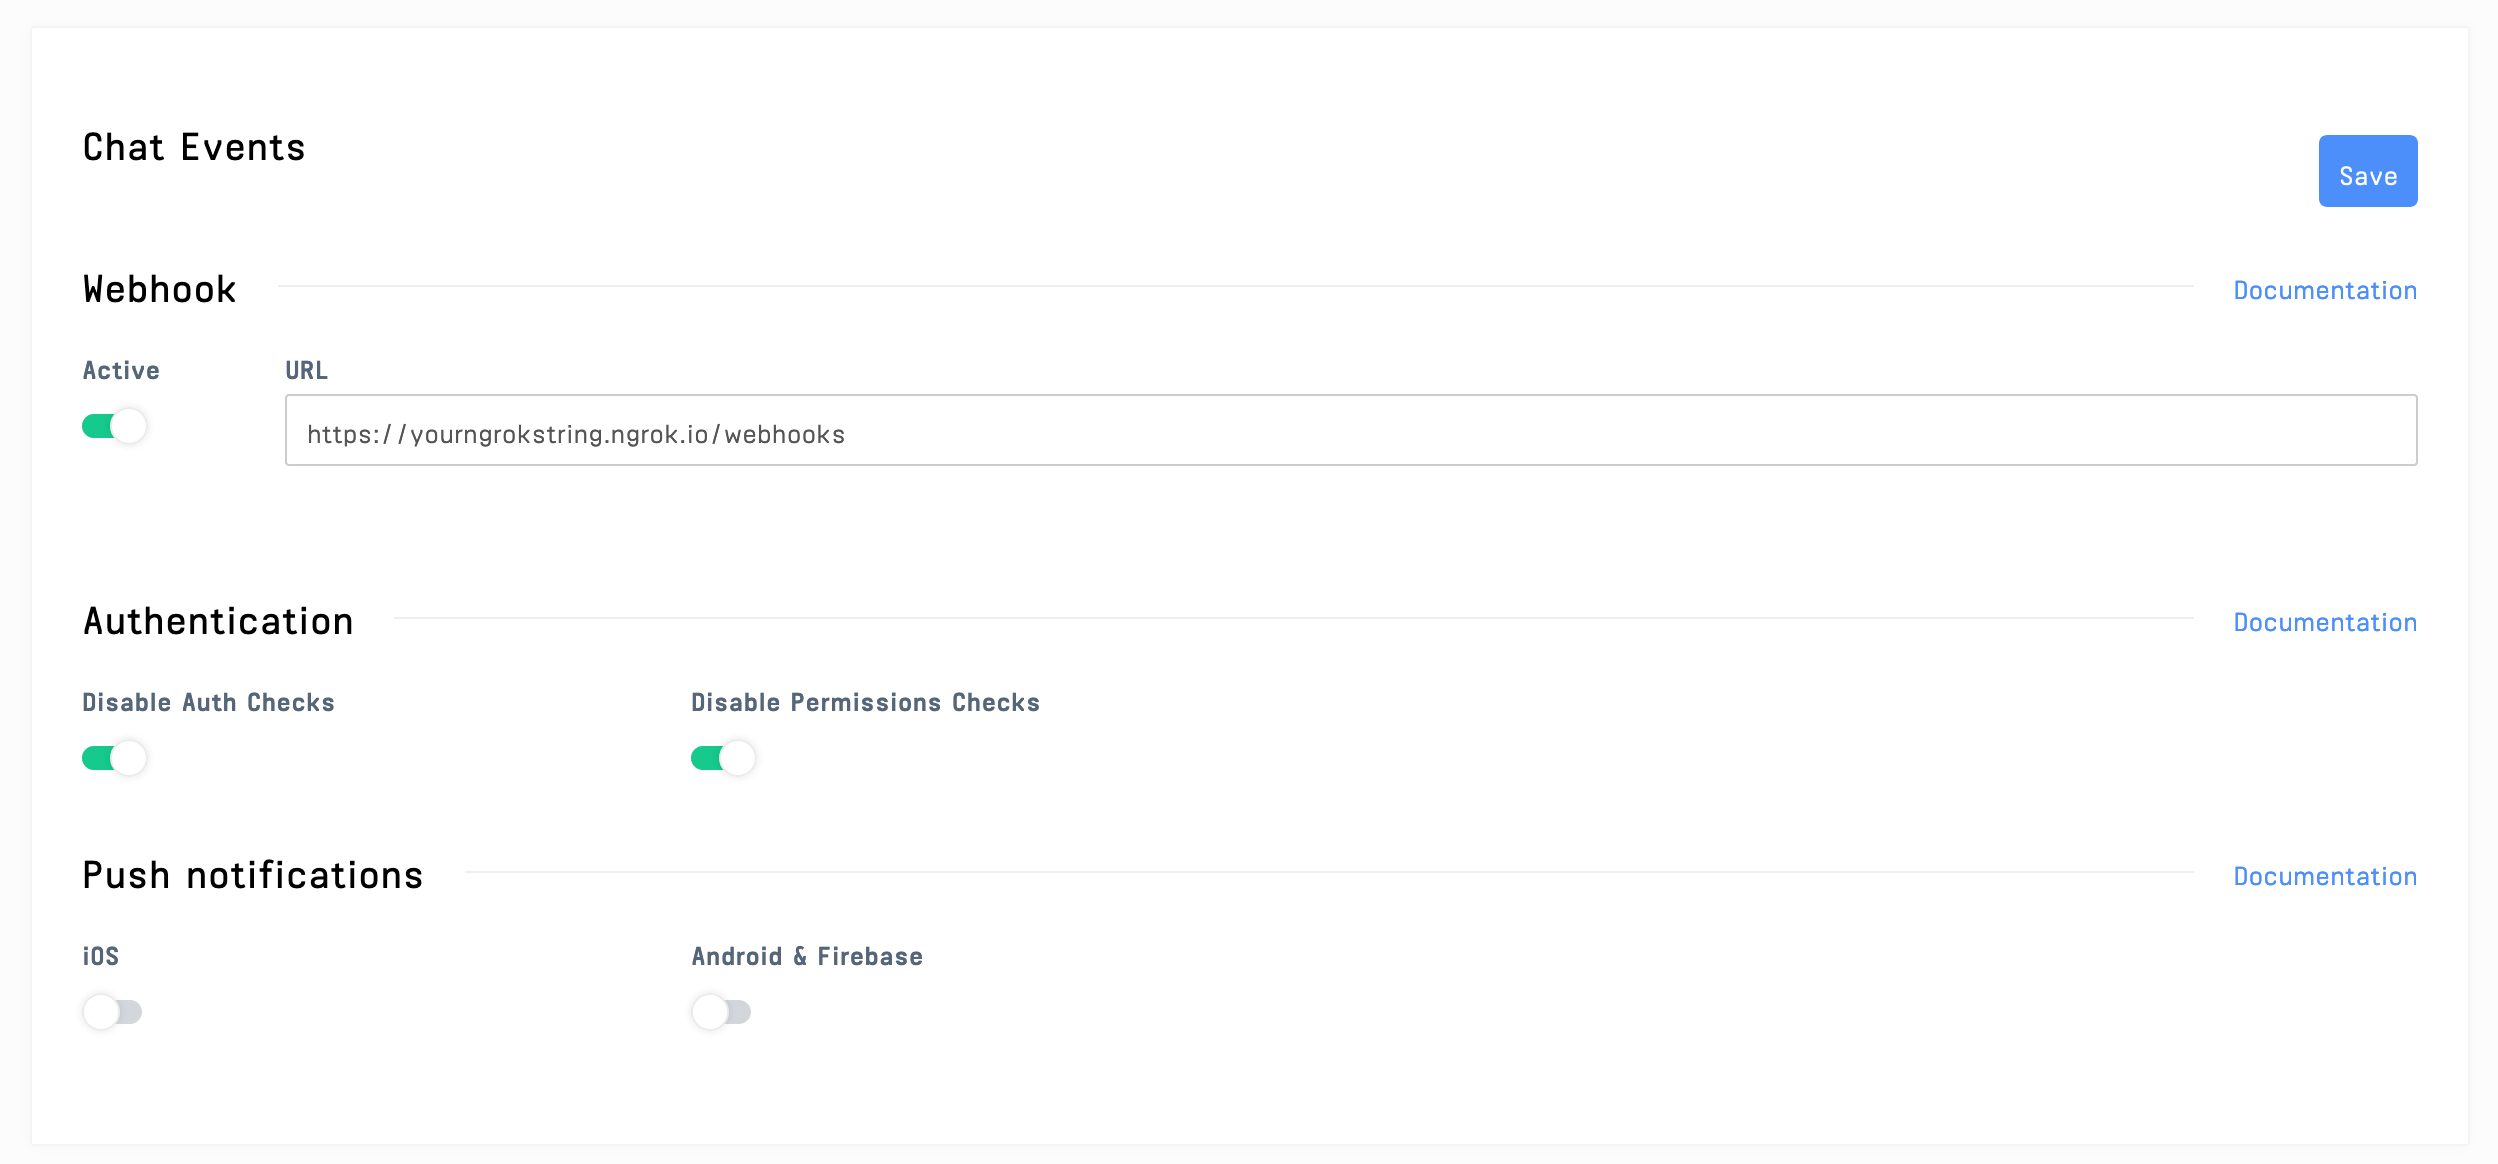 Chat Events
Save
Webhook
Documentation
Active
URL
https://yourngrokstring.ngrok.io/webhooks
Authentication
Documentation
Disable Auth Checks
Disable Permissions Checks
Push notifications
Documentation
iOS
Android & Firebase